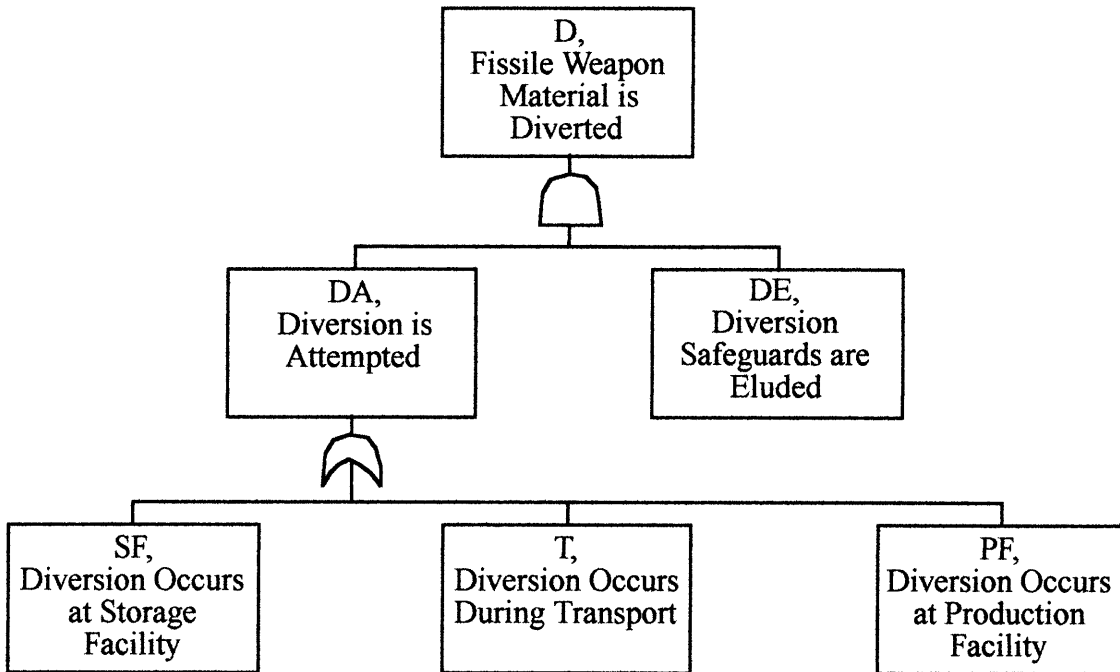 D,
Fissile Weapon
Material is
Diverted
DA,
Diversion is
Attempted
DE,
Diversion
Safeguards are
Eluded
SF,
Diversion Occurs
at Storage
Facility
T,
Diversion Occurs
During Transport
PF,
Diversion Occurs
at Production
Facility